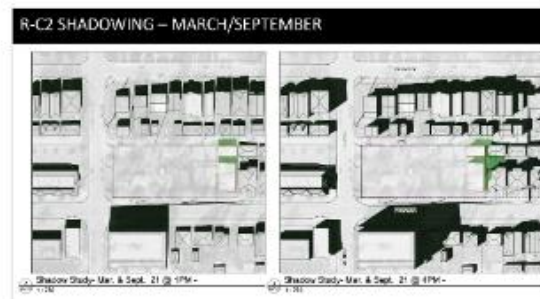 R-C2 SHADOWING – MARCH/SEPTEMBER
Shadow Study- Mar. & Sept. 21 @ 1PM -
Shadow Study- Mar. & Sept. 21 @ 4PM -